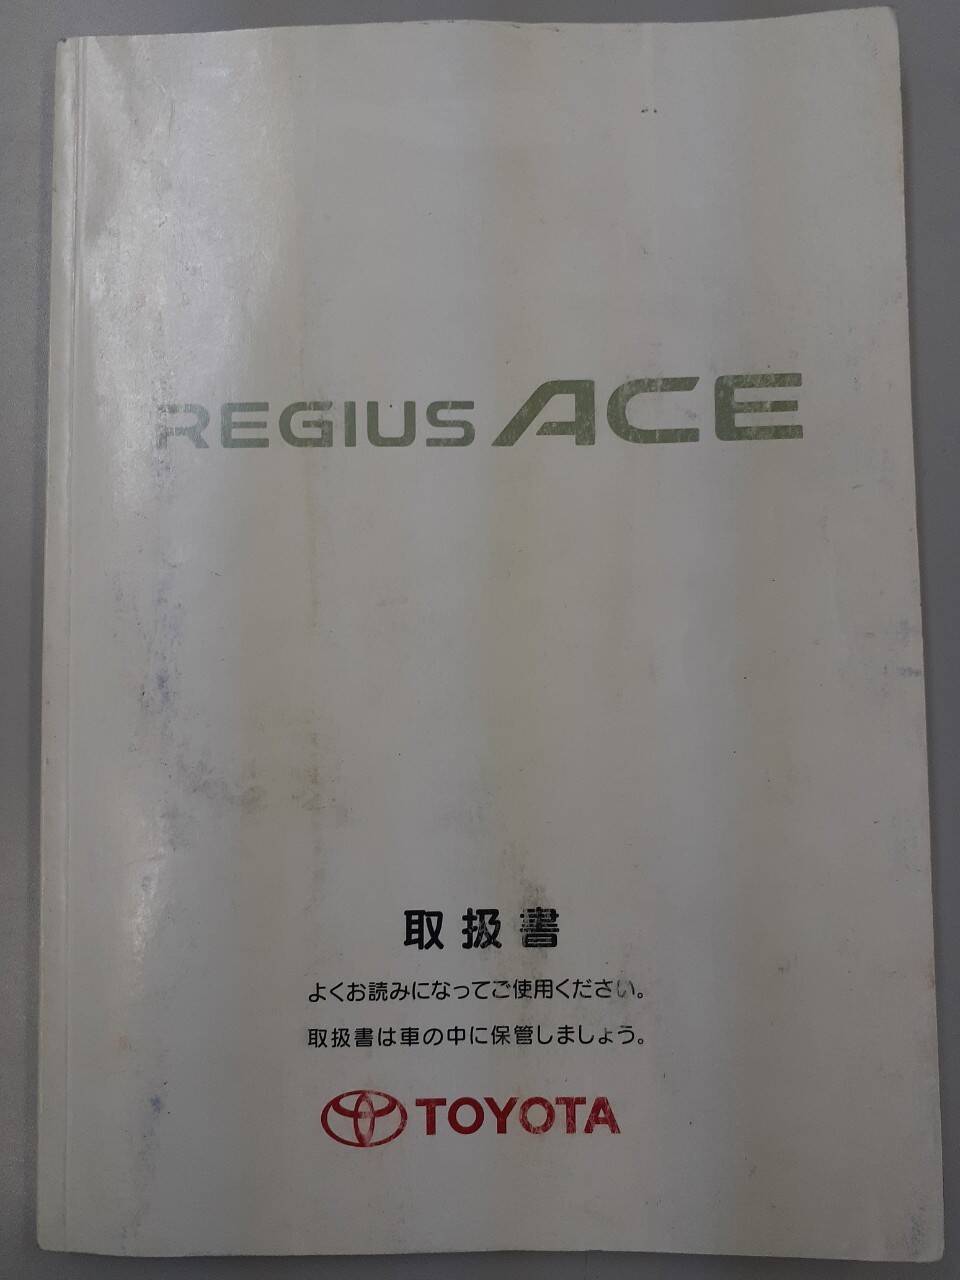 REGIUS ACE
取扱書
よくお読みになってご使用ください。
取扱書は車の中に保管しましょう。
TOYOTA